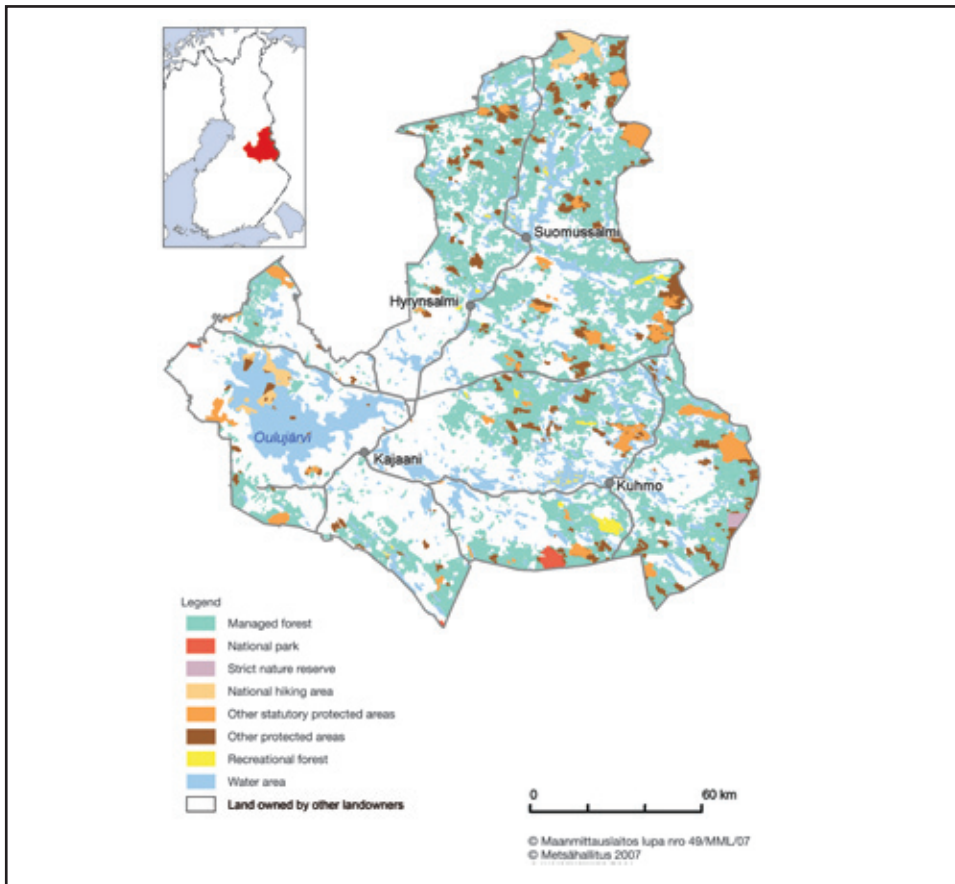 Suomussalmi
Hyrynsalmi
Oulujärvi
Kajaani
Kuhmo
Legend
Managed forest
National park
Strict nature reserve
National hiking area
Other statutory protected areas
Other protected areas
Recreational forest
Water area
Land owned by other landowners
0 60 km
© Maanmittauslaitos lupa nro 49/MML/07
© Metsähallitus 2007